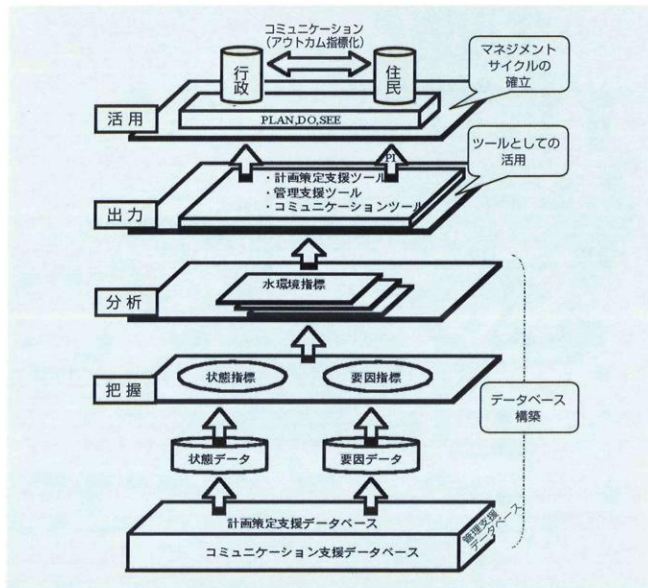 コミュニケーション
（アウトカム指標化）
行政
住民
マネジメント
サイクルの
確立
活用
PLAN,DO,SEE
ツールとしての
活用
PI
・計画策定支援ツール
・管理支援ツール
・コミュニケーションツール
出力
水環境指標
分析
状態指標
要因指標
把握
データベース
構築
状態データ
要因データ
計画策定支援データベース
コミュニケーション支援データベース
管理支援
データベース